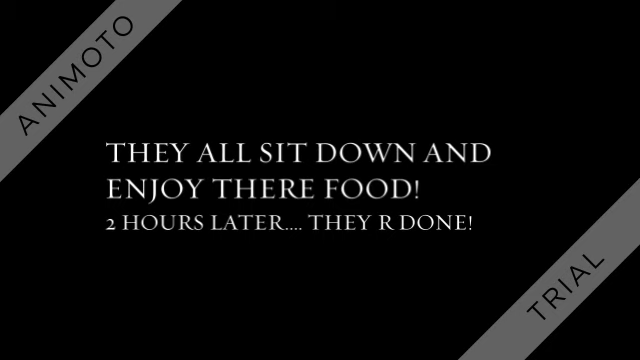 ANIMOTO
THEY ALL SIT DOWN AND
ENJOY THERE FOOD!
2 HOURS LATER.... THEY R DONE!
TRIAL